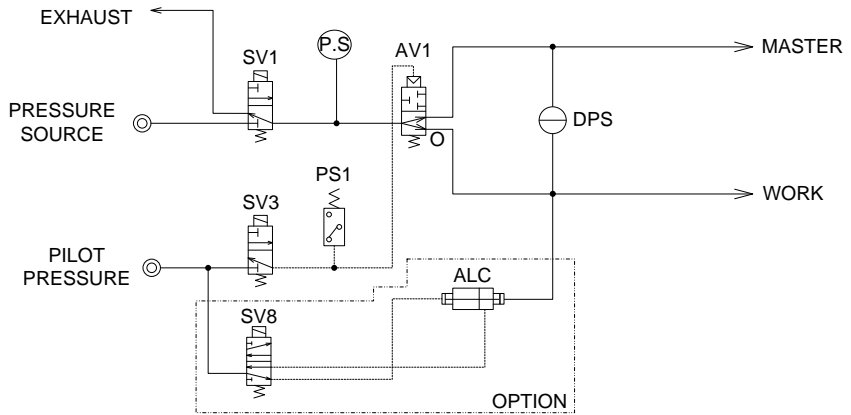 EXHAUST
SV1
P.S
AV1
MASTER
PRESSURE
SOURCE
DPS
O
PS1
SV3
WORK
PILOT
PRESSURE
ALC
SV8
OPTION